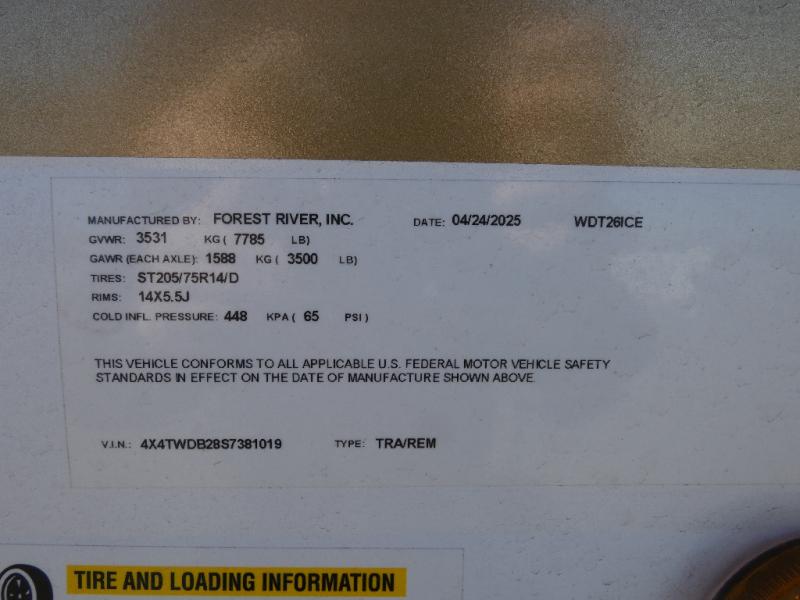 MANUFACTURED BY: FOREST RIVER, INC. DATE: 04/24/2025 WDT26ICE
GVWR: 3531 KG ( 7785 LB)
GAWR (EACH AXLE): 1588 KG ( 3500 LB)
TIRES: ST205/75R14/D
RIMS: 14X5.5J
COLD INFL. PRESSURE: 448 KPA ( 65 PSI )
THIS VEHICLE CONFORMS TO ALL APPLICABLE U.S. FEDERAL MOTOR VEHICLE SAFETY
STANDARDS IN EFFECT ON THE DATE OF MANUFACTURE SHOWN ABOVE.
V.I.N.: 4X4TWDB28S7381019 TYPE: TRA/REM
TIRE AND LOADING INFORMATION